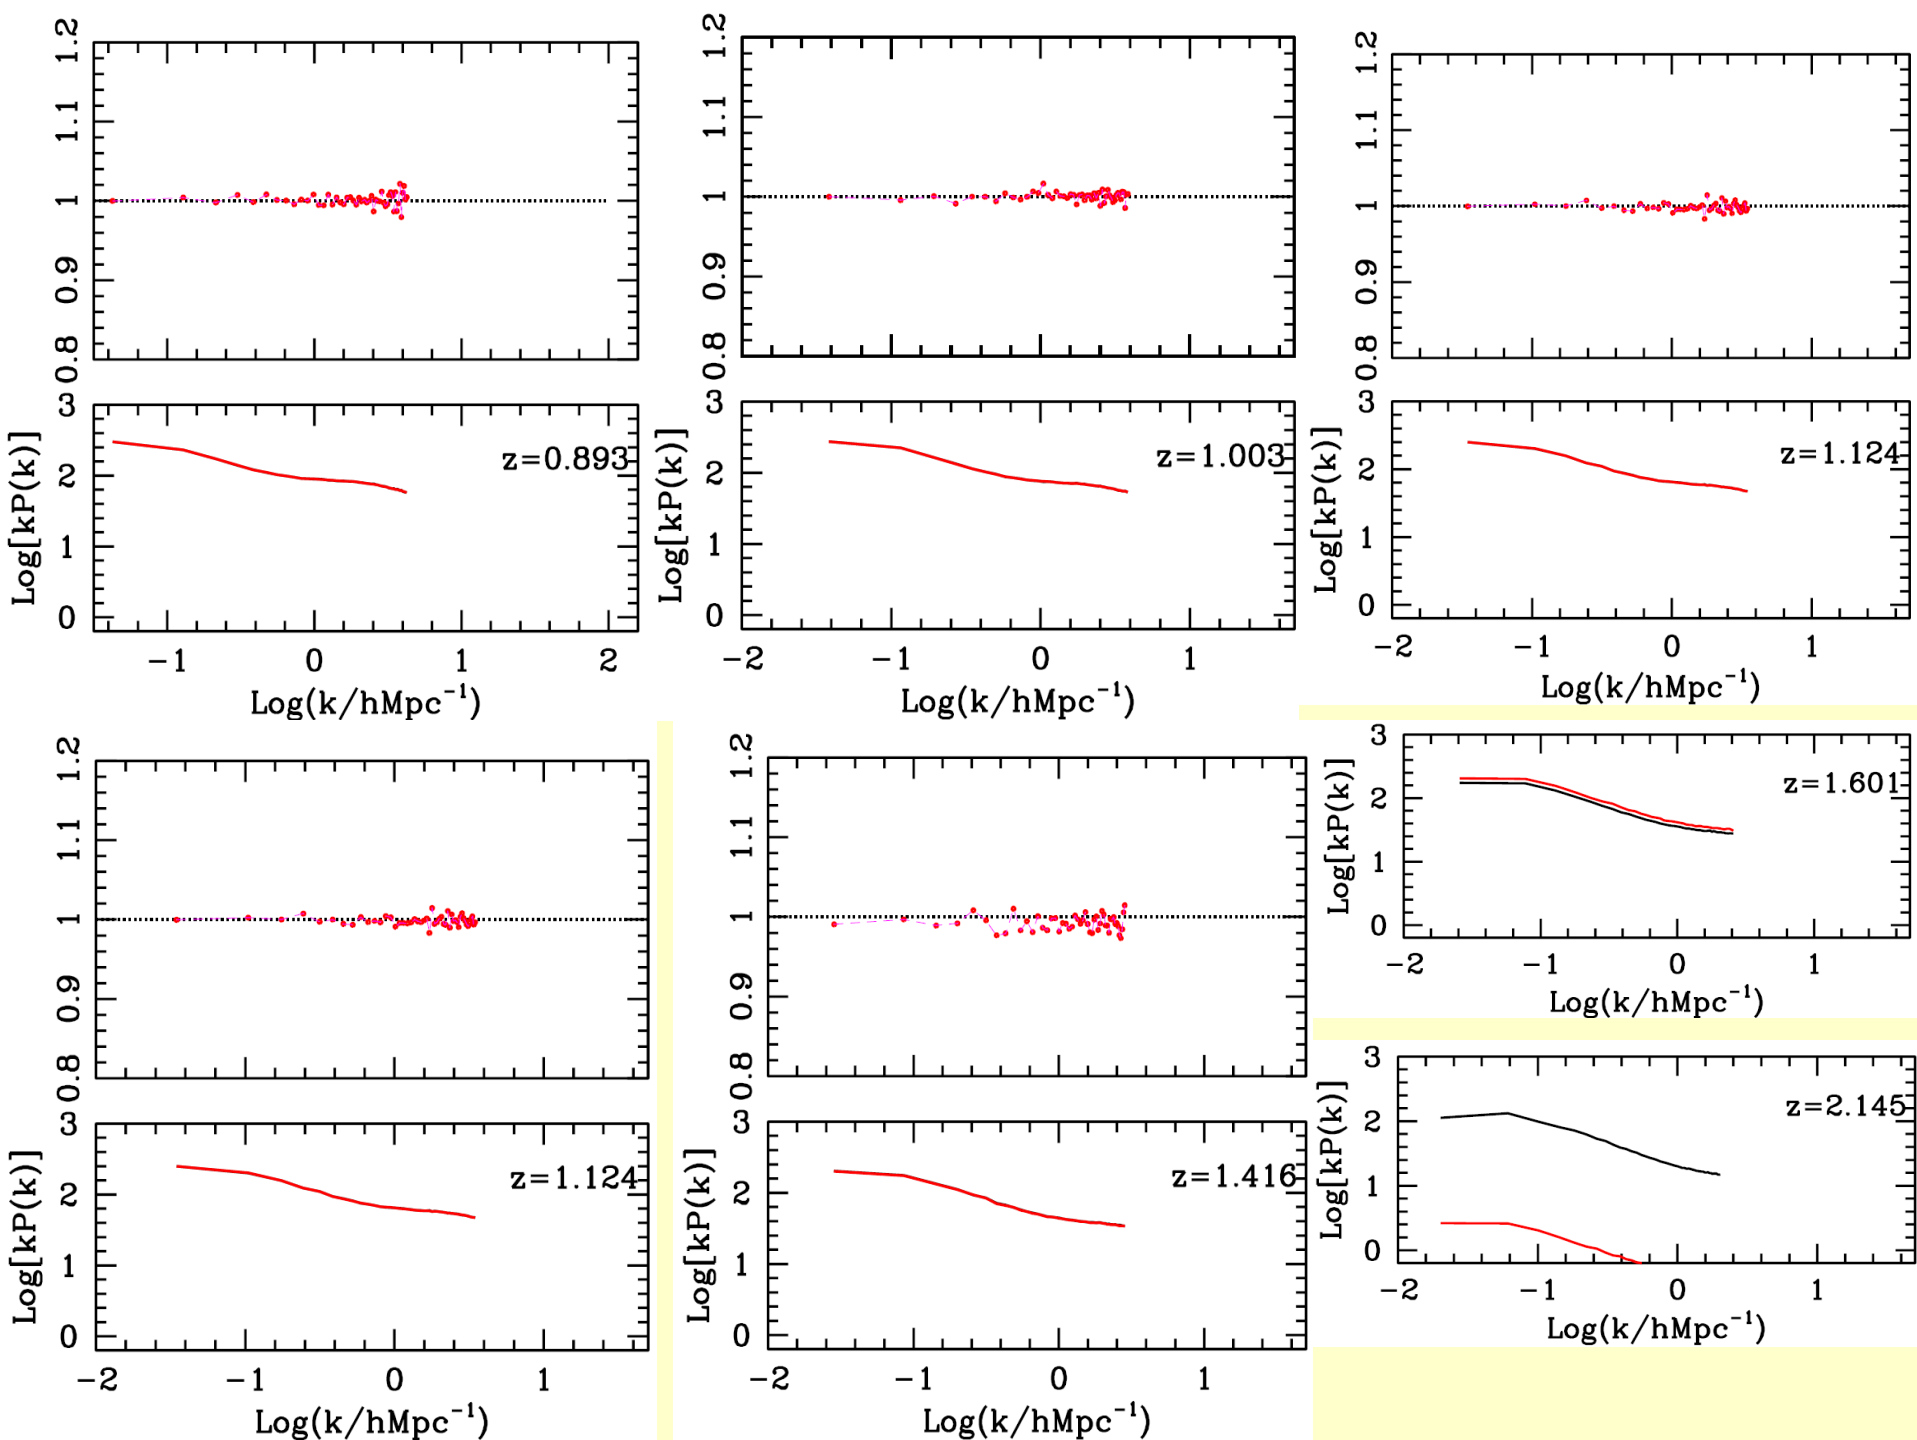 1.2
1.1
1
0.9
0.8
3
2
1
0
Log[kP(k)]
z=0.893
−1 0 1 2
Log(k/hMpc⁻¹)
1.2
1.1
1
0.9
0.8
3
2
1
0
Log[kP(k)]
z=1.003
−2 −1 0 1
Log(k/hMpc⁻¹)
1.2
1.1
1
0.9
0.8
3
2
1
0
Log[kP(k)]
z=1.124
−2 −1 0 1
Log(k/hMpc⁻¹)
1.2
1.1
1
0.9
0.8
3
2
1
0
Log[kP(k)]
z=1.124
−2 −1 0 1
Log(k/hMpc⁻¹)
1.2
1.1
1
0.9
0.8
3
2
1
0
Log[kP(k)]
z=1.416
−2 −1 0 1
Log(k/hMpc⁻¹)
3
2
1
0
Log[kP(k)]
z=1.601
−2 −1 0 1
Log(k/hMpc⁻¹)
3
2
1
0
Log[kP(k)]
z=2.145
−2 −1 0 1
Log(k/hMpc⁻¹)